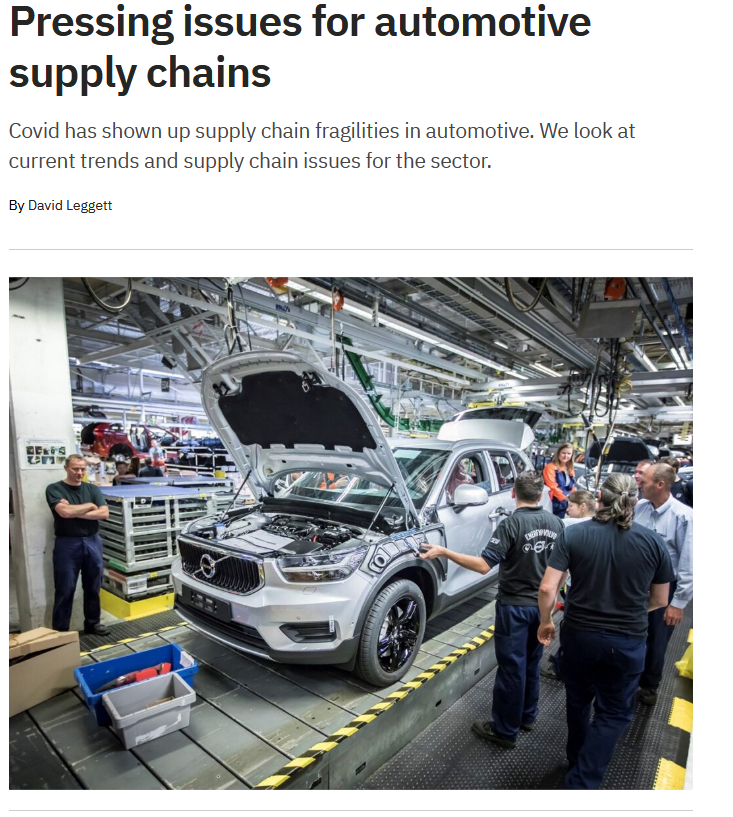 Pressing issues for automotive
supply chains
Covid has shown up supply chain fragilities in automotive. We look at
current trends and supply chain issues for the sector.
By David Leggett